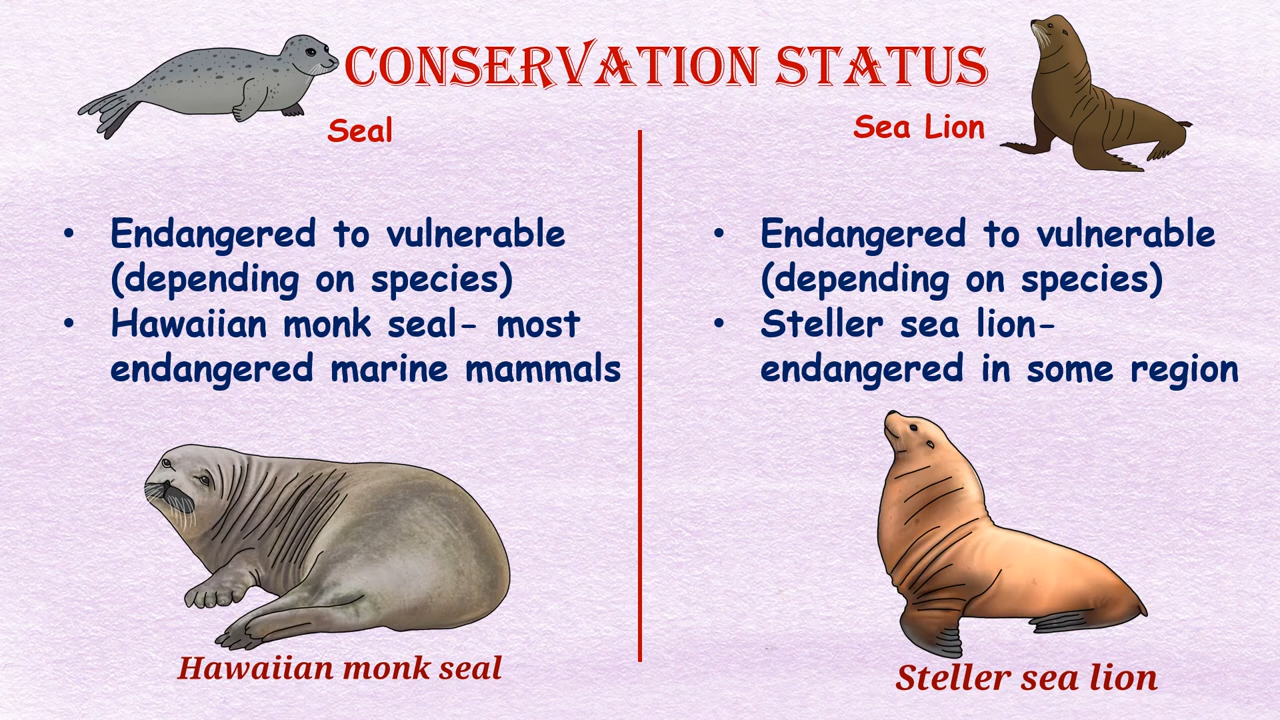 CONSERVATION STATUS
Seal
• Endangered to vulnerable
(depending on species)
• Hawaiian monk seal- most
endangered marine mammals
Hawaiian monk seal
Sea Lion
• Endangered to vulnerable
(depending on species)
• Steller sea lion-
endangered in some region
Steller sea lion